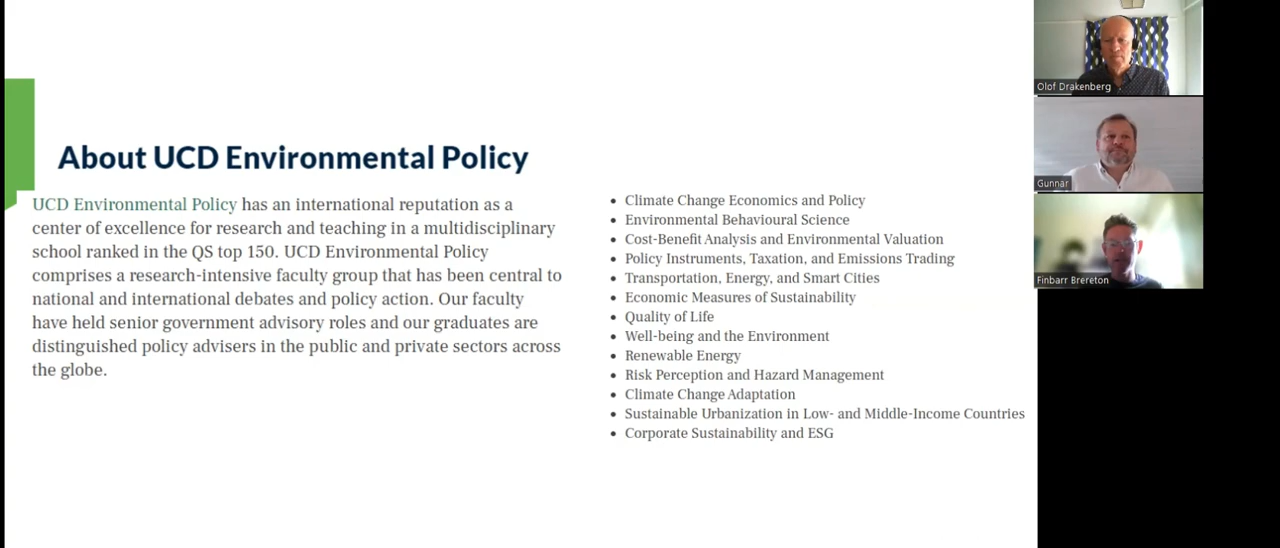 About UCD Environmental Policy
UCD Environmental Policy has an international reputation as a
center of excellence for research and teaching in a multidisciplinary
school ranked in the QS top 150. UCD Environmental Policy
comprises a research-intensive faculty group that has been central to
national and international debates and policy action. Our faculty
have held senior government advisory roles and our graduates are
distinguished policy advisers in the public and private sectors across
the globe.
• Climate Change Economics and Policy
• Environmental Behavioural Science
• Cost-Benefit Analysis and Environmental Valuation
• Policy Instruments, Taxation, and Emissions Trading
• Transportation, Energy, and Smart Cities
• Economic Measures of Sustainability
• Quality of Life
• Well-being and the Environment
• Renewable Energy
• Risk Perception and Hazard Management
• Climate Change Adaptation
• Sustainable Urbanization in Low- and Middle-Income Countries
• Corporate Sustainability and ESG
Olof Drakenberg
Gunnar
Finbarr Brereton